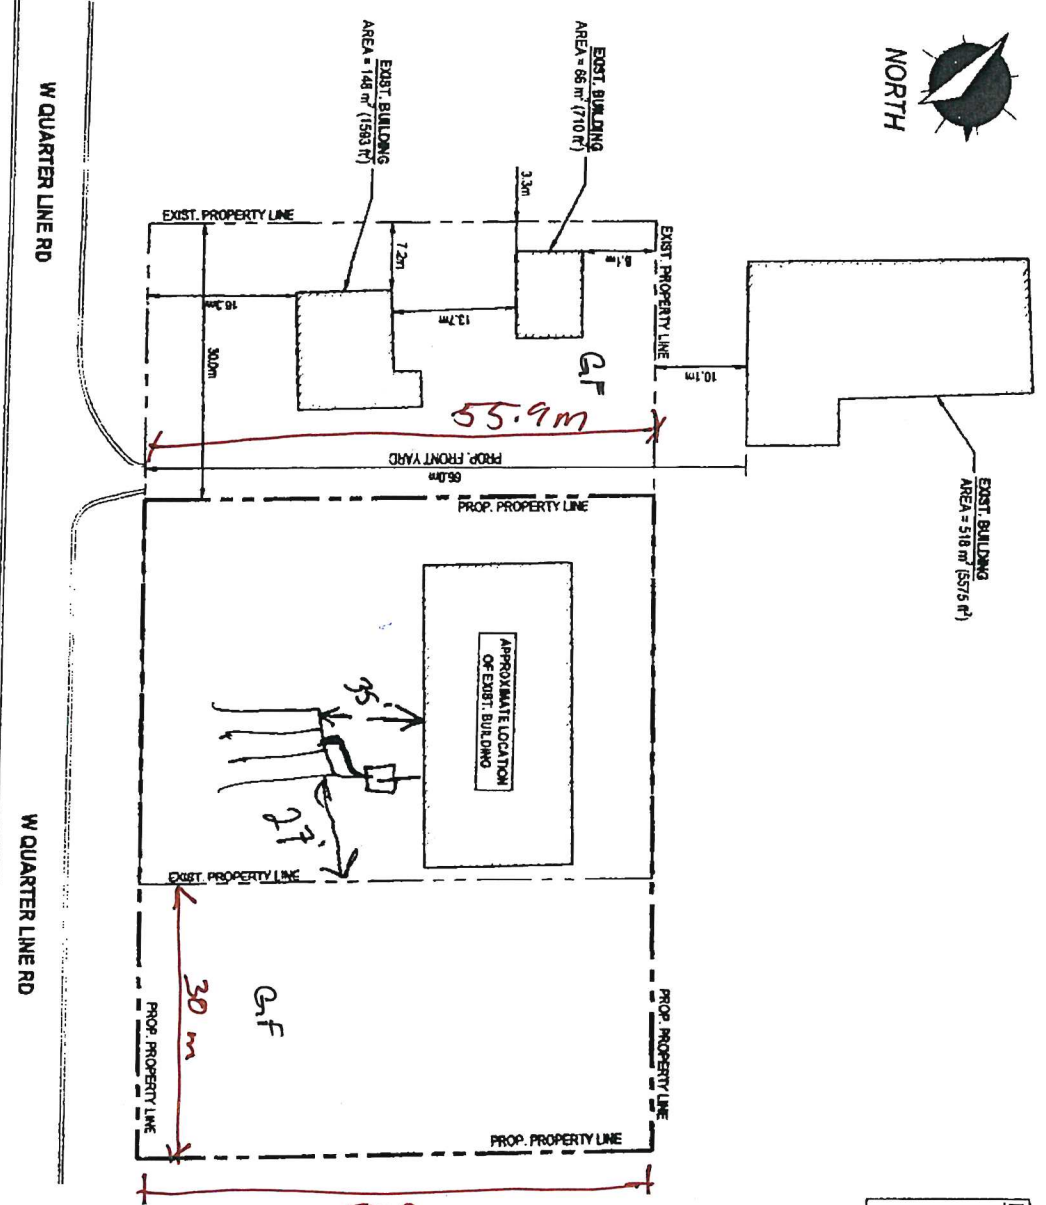 NORTH
W QUARTER LINE RD
EXIST. BUILDING
AREA = 148 m² (1593 ft²)
EXIST. BUILDING
AREA = 66 m² (710 ft²)
3.3m
EXIST. PROPERTY LINE
EXIST. PROPERTY LINE
7.2m
8.1m
16.3m
13.7m
10.1m
30.0m
GF
55.9m
PROP. FRONT YARD
66.0m
EXIST. BUILDING
AREA = 518 m² (5575 ft²)
PROP. PROPERTY LINE
APPROXIMATE LOCATION
OF EXIST. BUILDING
35'
27'
EXIST. PROPERTY LINE
W QUARTER LINE RD
30 m
GF
PROP. PROPERTY LINE
PROP. PROPERTY LINE
PROP. PROPERTY LINE